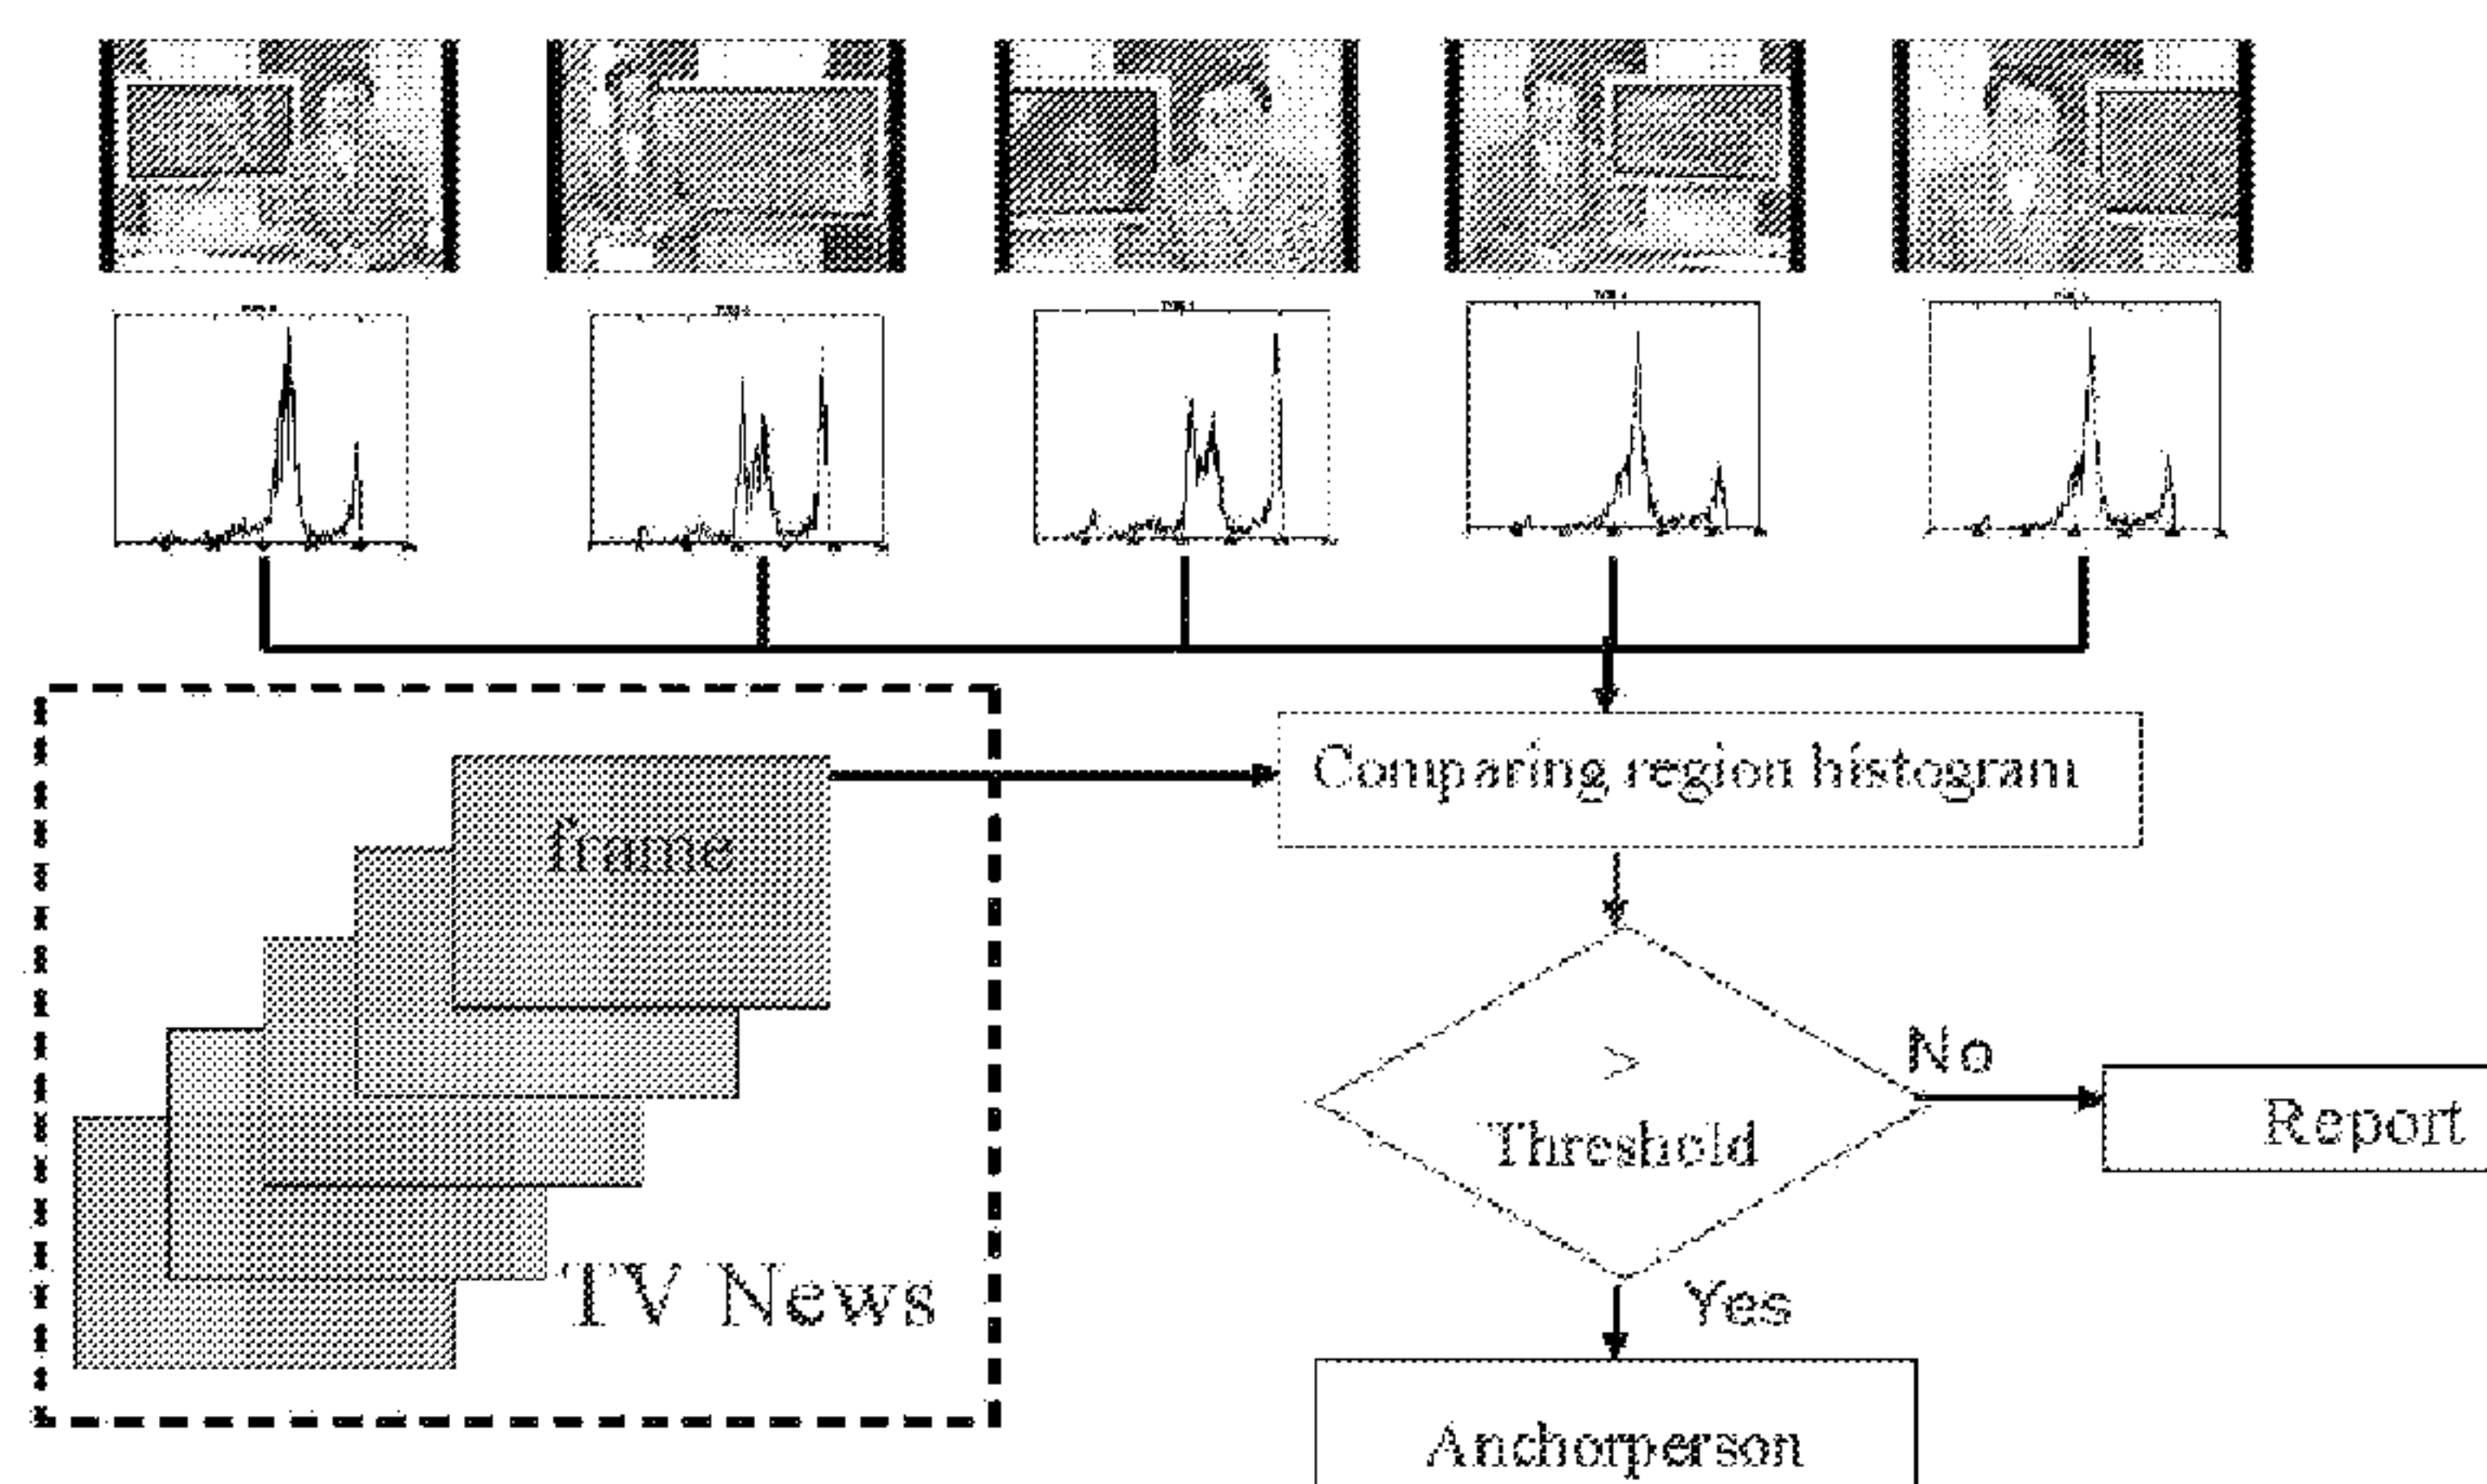 Comparing region histogram
frame
No
>
Threshold
Report
TV News
Yes
Anchorperson